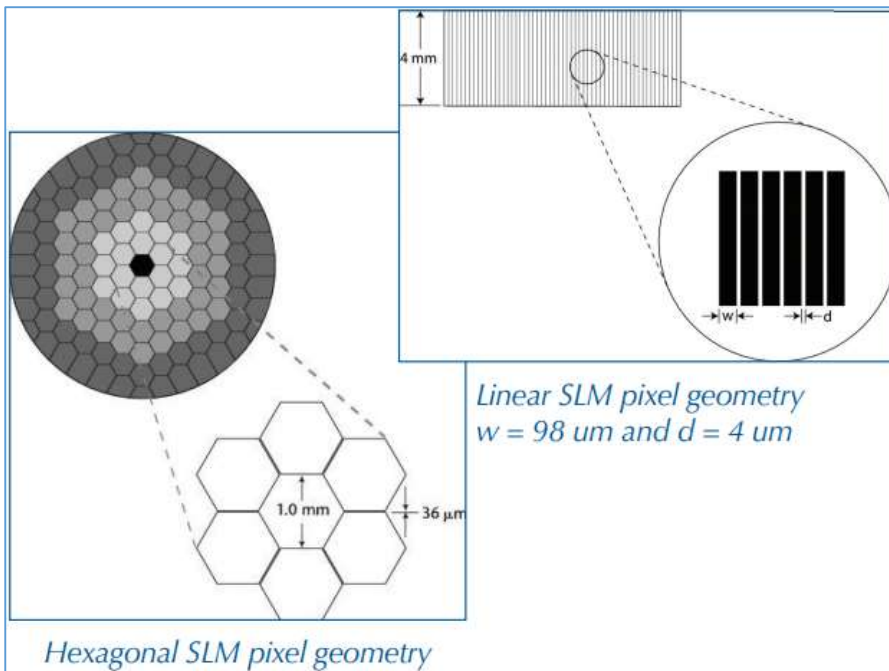 4 mm
w
d
Linear SLM pixel geometry
w = 98 um and d = 4 um
1.0 mm
36 μm
Hexagonal SLM pixel geometry